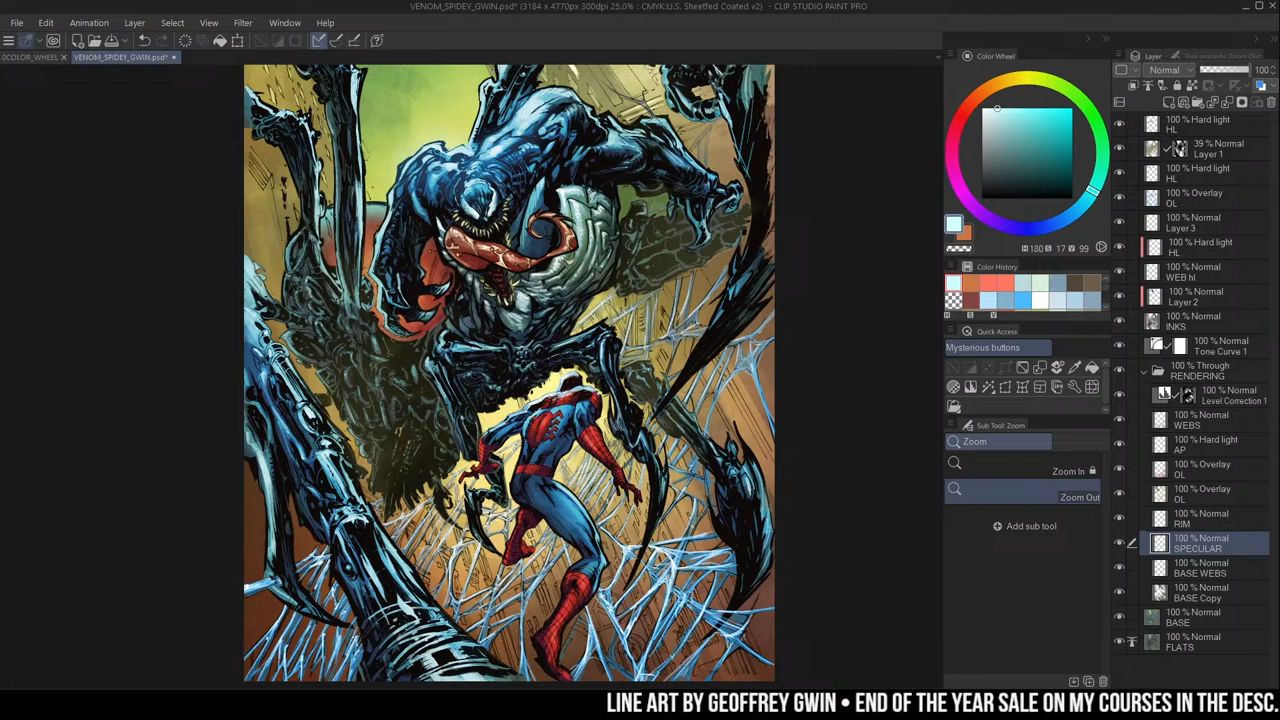 VENOM_SPIDEY_GWIN.psd* (3184 x 4770px 300dpi 25.0% : CMYK:U.S. Sheetfed Coated v2) - CLIP STUDIO PAINT PRO
File Edit Animation Layer Select View Filter Window Help
0COLOR_WHEEL VENOM_SPIDEY_GWIN.psd*
Color Wheel
H 180 S 17 V 99
Color History
H S V
Quick Access
Mysterious buttons
Sub Tool: Zoom
Zoom
Zoom In
Zoom Out
Add sub tool
Layer
Normal 100
100 % Hard light
HL
39 % Normal
Layer 1
100 % Hard light
HL
100 % Overlay
OL
100 % Normal
Layer 3
100 % Hard light
HL
100 % Normal
WEB hl
100 % Normal
Layer 2
100 % Normal
INKS
100 % Normal
Tone Curve 1
100 % Through
RENDERING
100 % Normal
Level Correction 1
100 % Normal
WEBS
100 % Hard light
AP
100 % Overlay
OL
100 % Overlay
OL
100 % Normal
RIM
100 % Normal
SPECULAR
100 % Normal
BASE WEBS
100 % Normal
BASE Copy
100 % Normal
BASE
100 % Normal
FLATS
LINE ART BY GEOFFREY GWIN • END OF THE YEAR SALE ON MY COURSES IN THE DESC.